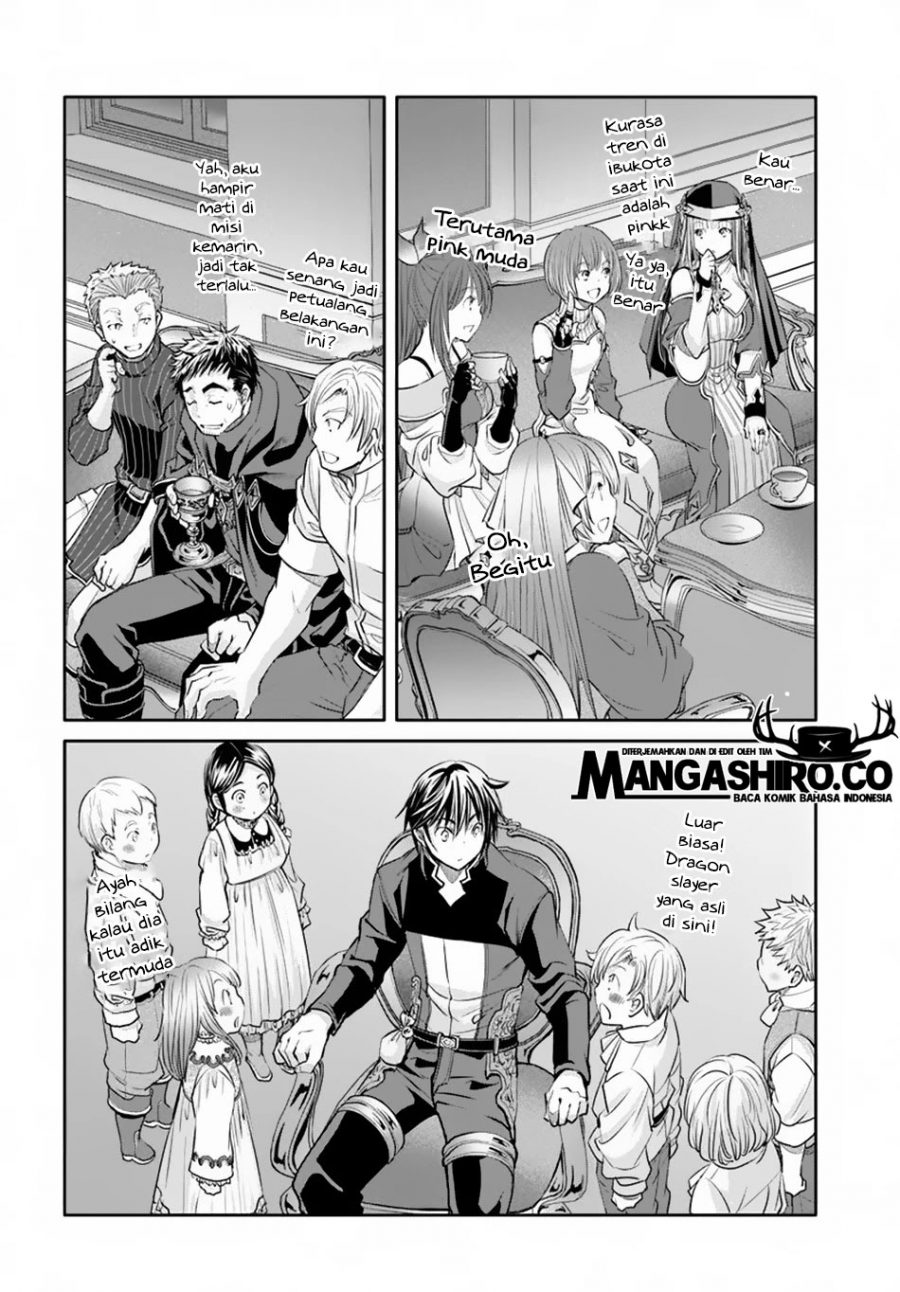 Kurasa
tren di
ibukota
saat ini
adalah
pinkk
Kau
Benar...
Ya ya,
itu
Benar
Terutama
pink muda
Oh,
Begitu
Apa kau
senang jadi
petualang
Belakangan
ini?
Yah, aku
hampir
mati di
misi
kemarin,
jadi tak
terlalu..
DITERJEMAHKAN DAN DI EDIT OLEH TIM
MANGASHIRO.CO
BACA KOMIK BAHASA INDONESIA
Luar
Biasa!
Dragon
slayer
yang asli
di sini!
Ayah
Bilang
kalau dia
itu adik
termuda